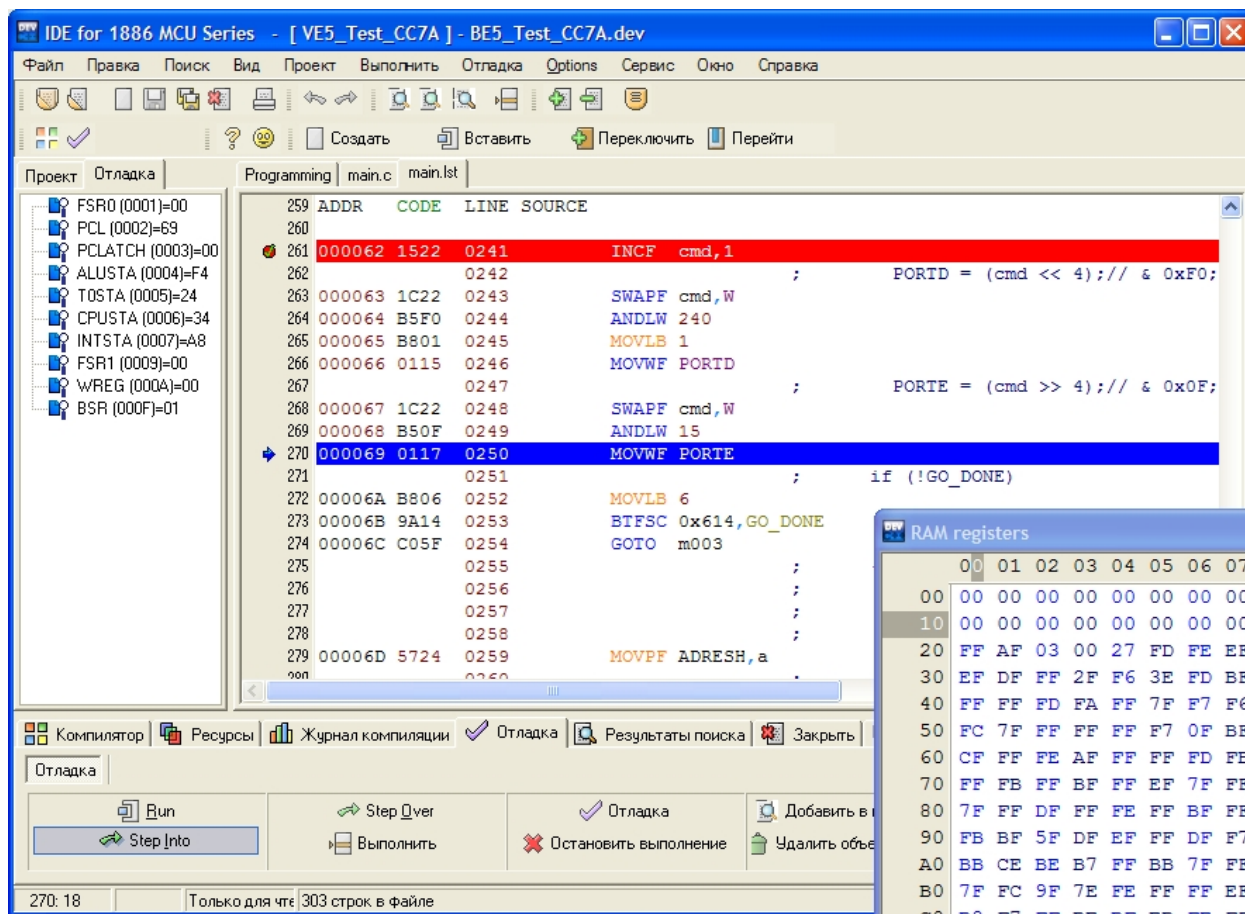 IDE for 1886 MCU Series - [ VE5_Test_CC7A ] - BE5_Test_CC7A.dev
Файл Правка Поиск Вид Проект Выполнить Отладка Options Сервис Окно Справка
Создать Вставить Переключить Перейти
Проект Отладка
FSR0 (0001)=00
PCL (0002)=69
PCLATCH (0003)=00
ALUSTA (0004)=F4
T0STA (0005)=24
CPUSTA (0006)=34
INTSTA (0007)=A8
FSR1 (0009)=00
WREG (000A)=00
BSR (000F)=01
Programming main.c main.lst
259 ADDR CODE LINE SOURCE
260
261 000062 1522 0241 INCF cmd,1
262 0242 ; PORTD = (cmd << 4);// & 0xF0;
263 000063 1C22 0243 SWAPF cmd,W
264 000064 B5F0 0244 ANDLW 240
265 000065 B801 0245 MOVLB 1
266 000066 0115 0246 MOVWF PORTD
267 0247 ; PORTE = (cmd >> 4);// & 0x0F;
268 000067 1C22 0248 SWAPF cmd,W
269 000068 B50F 0249 ANDLW 15
270 000069 0117 0250 MOVWF PORTE
271 0251 ; if (!GO_DONE)
272 00006A B806 0252 MOVLB 6
273 00006B 9A14 0253 BTFSC 0x614,GO_DONE
274 00006C C05F 0254 GOTO m003
275 0255 ;
276 0256 ;
277 0257 ;
278 0258 ;
279 00006D 5724 0259 MOVPF ADRESH,a
RAM registers
00 01 02 03 04 05 06 07
00 00 00 00 00 00 00 00 00
10 00 00 00 00 00 00 00 00
20 FF AF 03 00 27 FD FE
30 EF DF FF 2F F6 3E FD
40 FF FF FD FA FF 7F F7 F6
50 FC 7F FF FF FF F7 0F
60 CF FF FE AF FF FF FD
70 FF FB FF BF FF EF 7F
80 7F FF DF FF FE FF BF
90 FB BF 5F DF EF FF DF F7
A0 BB CE BE B7 FF BB 7F
B0 7F FC 9F 7E FE FF FF
Компилятор Ресурсы Журнал компиляции Отладка Результаты поиска Закрыть
Отладка
Run Step Over Отладка Добавить в
Step Into Выполнить Остановить выполнение Удалить объе
270: 18 Только для чте 303 строк в файле